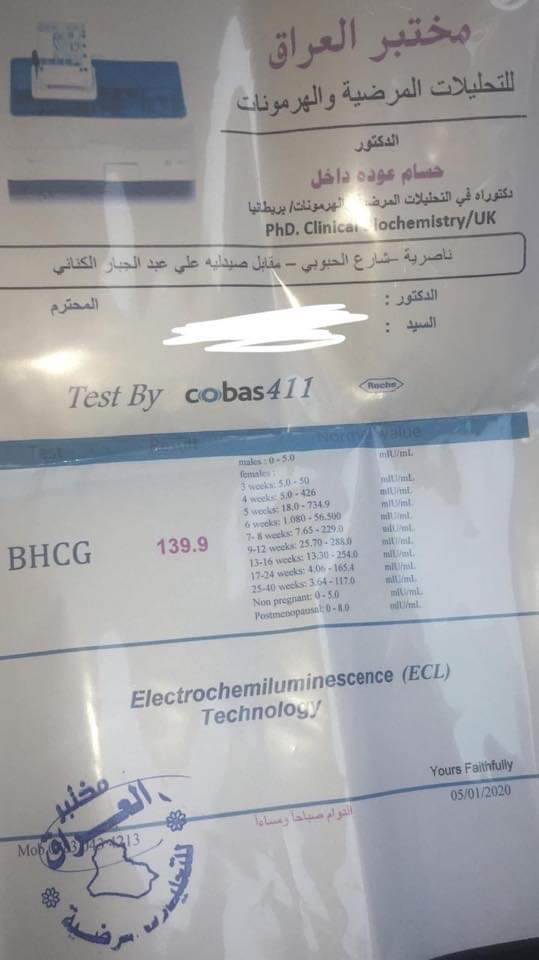 مختبر العراق
للتحليلات المرضية والهرمونات
الدكتور
حسام عوده داخل
دكتوراه في التحليلات المرضية والهرمونات/ بريطانيا
PhD. Clinical Biochemistry/UK
ناصرية –شارع الحبوبي – مقابل صيدليه علي عبد الجبار الكناني
الدكتور : المحترم
السيد :
Test By cobas411 Roche
Test Result Normal value
males : 0 - 5.0 mIU/mL
females :
3 weeks: 5.0 - 50 mIU/mL
4 weeks: 5.0 - 426 mIU/mL
5 weeks: 18.0 - 734.9 mIU/mL
6 weeks: 1.080 - 56.500 mIU/mL
7- 8 weeks: 7.65 - 229.0 mIU/mL
BHCG 139.9
9-12 weeks: 25.70 - 288.0 mIU/mL
13-16 weeks: 13.30 - 254.0 mIU/mL
17-24 weeks: 4.06 - 165.4 mIU/mL
25-40 weeks: 3.64 - 117.0 mIU/mL
Non pregnant: 0 - 5.0 mIU/mL
Postmenopausal: 0 - 8.0 mIU/mL
Electrochemiluminescence (ECL)
Technology
Yours Faithfully
05/01/2020
الدوام صباحا ومساءا
Mob
مختبر
العراق
للتحليلات المرضية